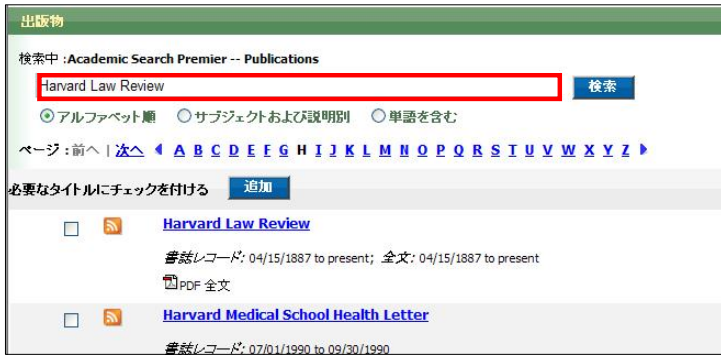 出版物
検索中 :Academic Search Premier -- Publications
Harvard Law Review 検索
アルファベット順 サブジェクトおよび説明別 単語を含む
ページ :前へ | 次へ A B C D E F G H I J K L M N O P Q R S T U V W X Y Z
必要なタイトルにチェックを付ける 追加
Harvard Law Review
書誌レコード: 04/15/1887 to present; 全文: 04/15/1887 to present
PDF 全文
Harvard Medical School Health Letter
書誌レコード: 07/01/1990 to 09/30/1990